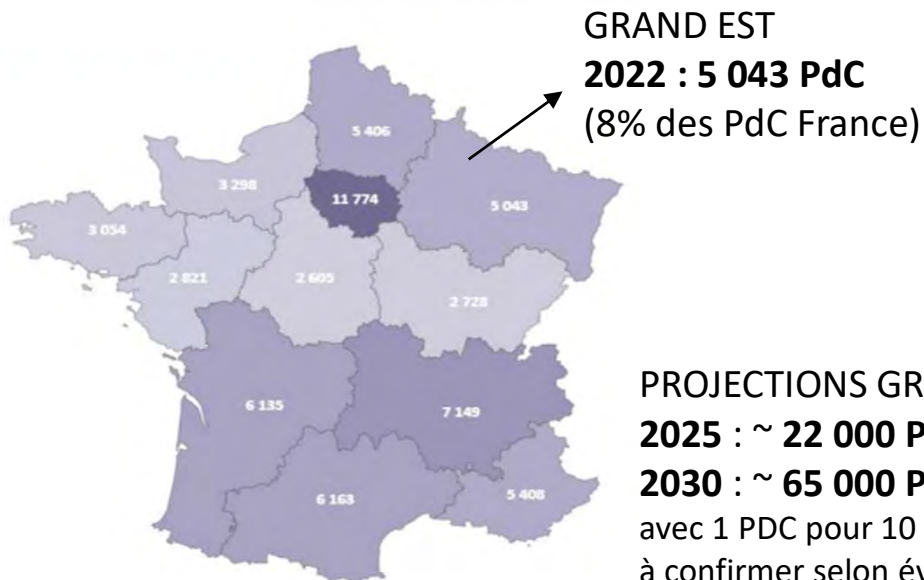 GRAND EST
2022 : 5 043 PdC
(8% des PdC France)
5 406
3 298
11 774
5 043
3 054
2 821
2 605
2 728
6 135
7 149
6 163
5 408
PROJECTIONS GR
2025 : ~ 22 000 P
2030 : ~ 65 000 P
avec 1 PDC pour 10
à confirmer selon év